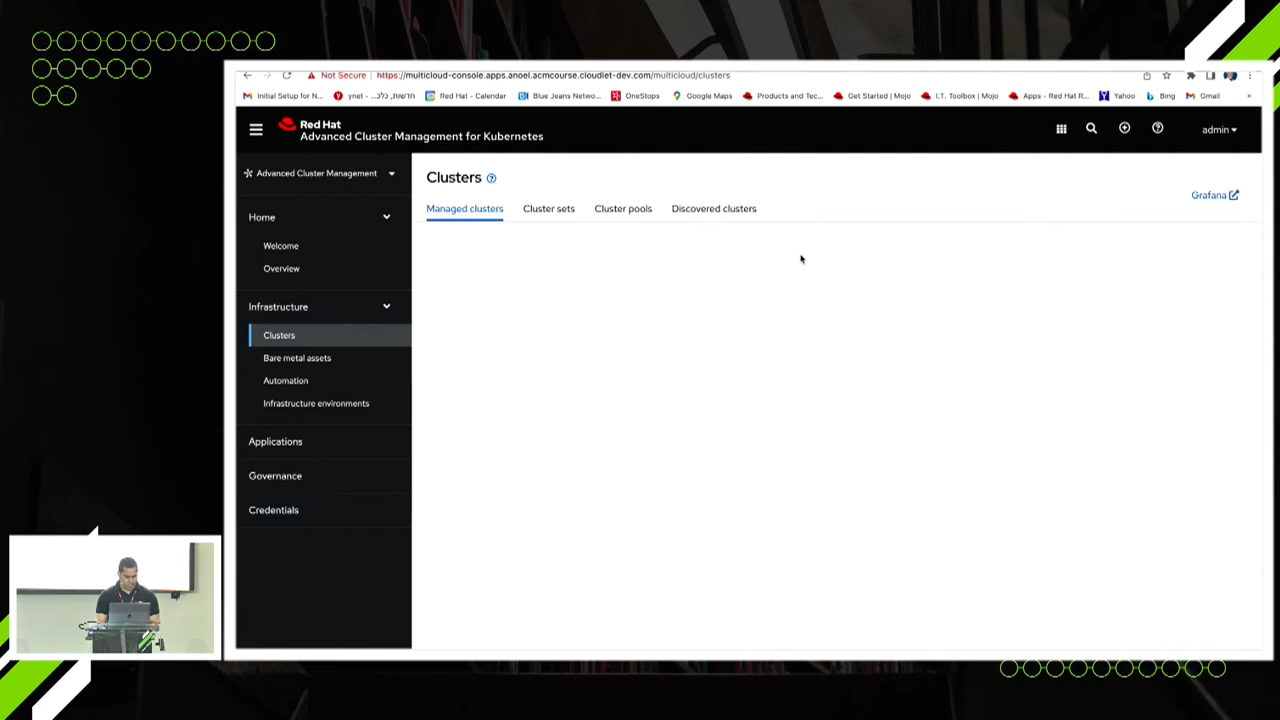 Not Secure | https://multicloud-console.apps.anoel.acmcourse.cloudlet-dev.com/multicloud/clusters
Initial Setup for N... ynet - ...חדשות, כלכ Red Hat - Calendar Blue Jeans Netwo... OneStops Google Maps Products and Tec... Get Started | Mojo I.T. Toolbox | Mojo Apps - Red Hat R... Yahoo Bing Gmail »
Red Hat
Advanced Cluster Management for Kubernetes
admin
Advanced Cluster Management
Clusters
Grafana
Managed clusters Cluster sets Cluster pools Discovered clusters
Home
Welcome
Overview
Infrastructure
Clusters
Bare metal assets
Automation
Infrastructure environments
Applications
Governance
Credentials